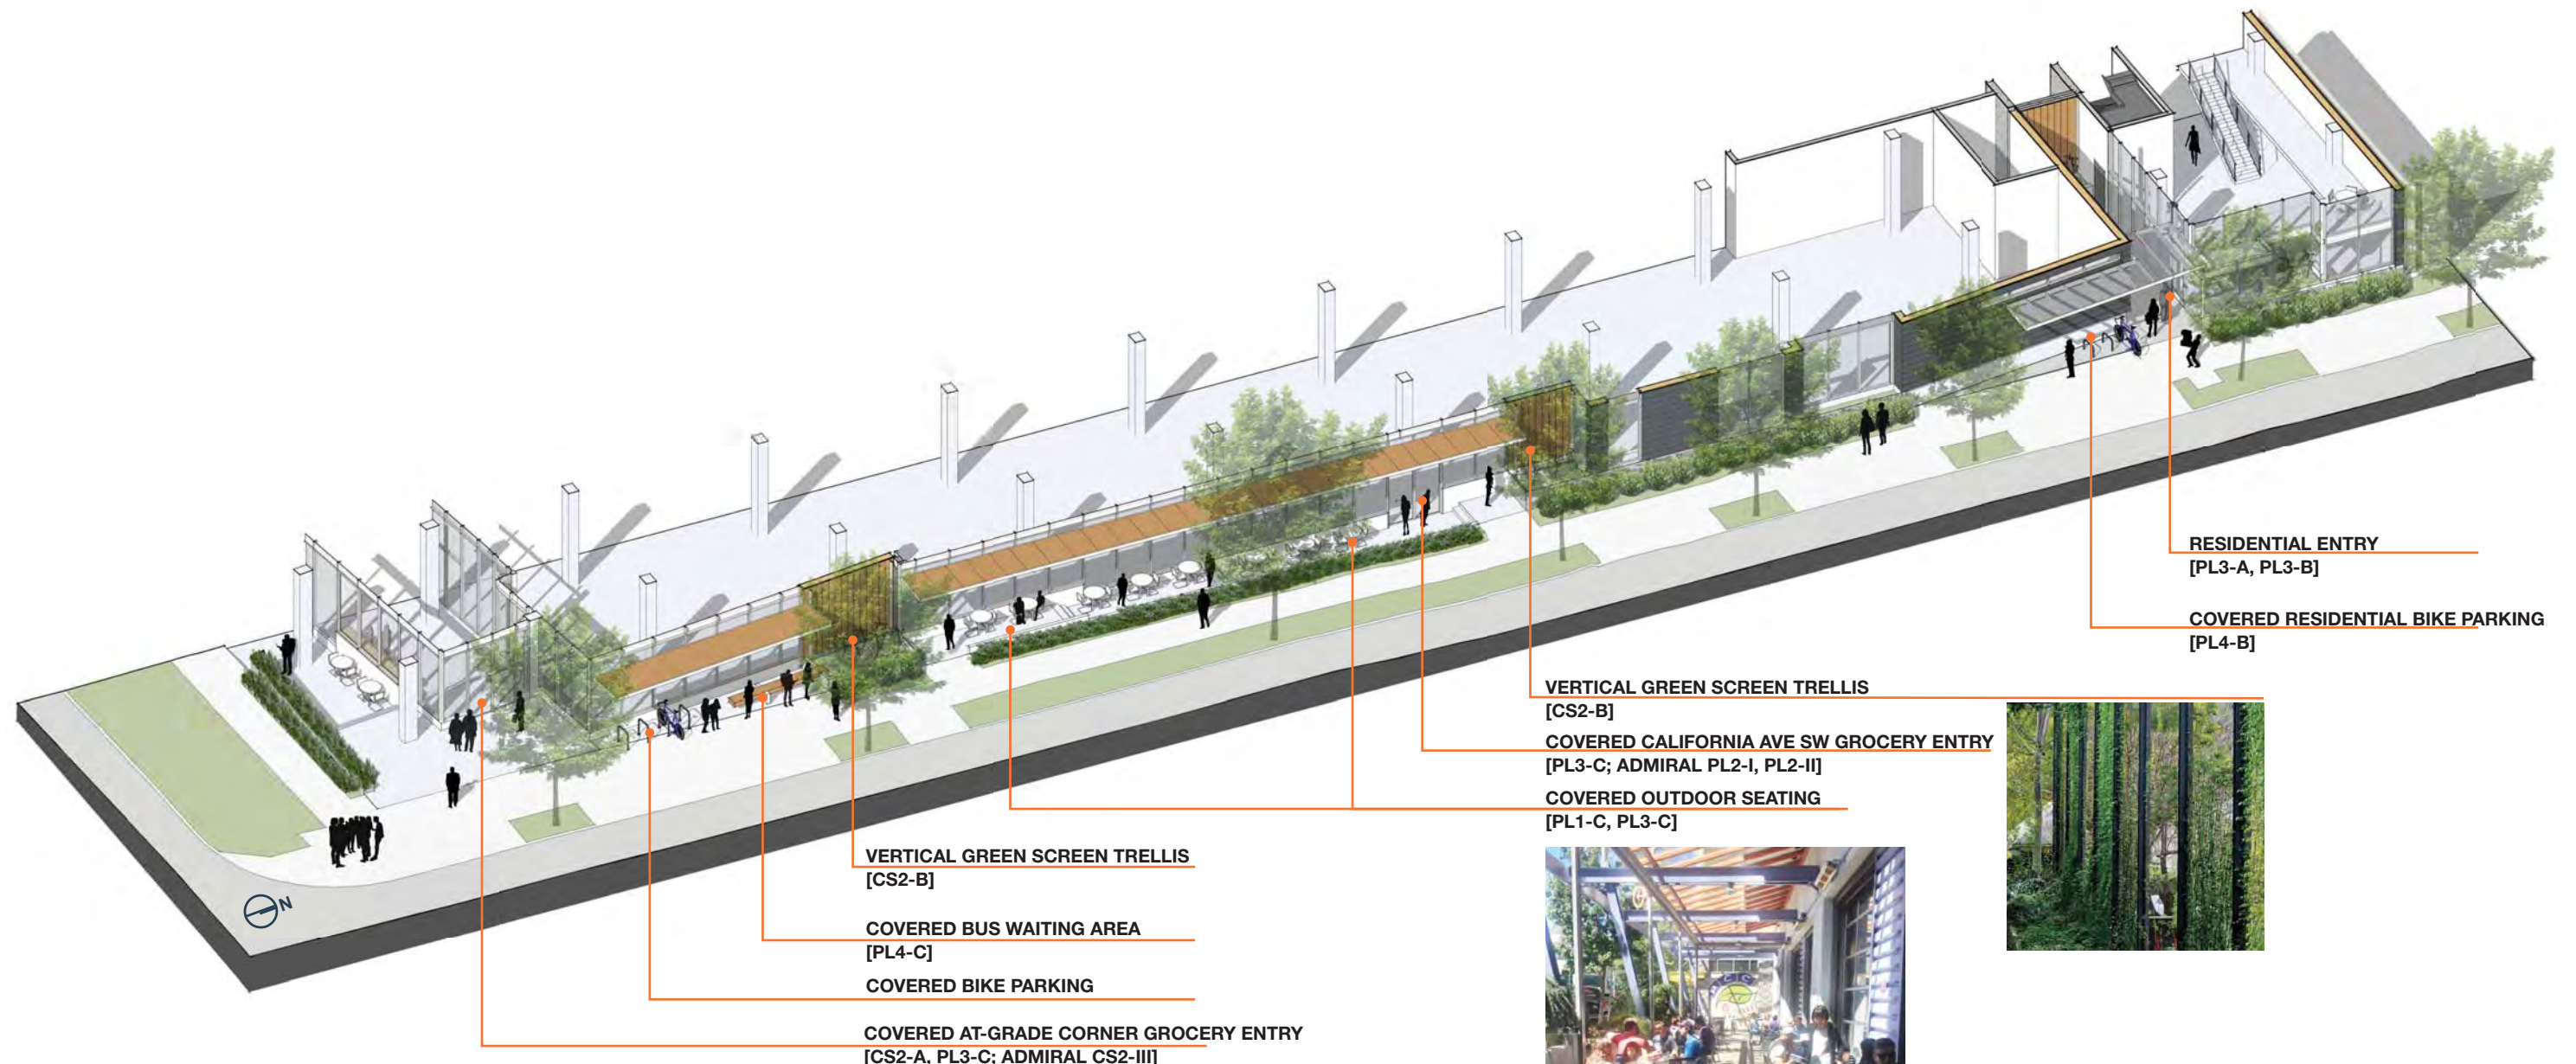 RESIDENTIAL ENTRY
[PL3-A, PL3-B]
COVERED RESIDENTIAL BIKE PARKING
[PL4-B]
VERTICAL GREEN SCREEN TRELLIS
[CS2-B]
COVERED CALIFORNIA AVE SW GROCERY ENTRY
[PL3-C; ADMIRAL PL2-I, PL2-II]
COVERED OUTDOOR SEATING
[PL1-C, PL3-C]
VERTICAL GREEN SCREEN TRELLIS
[CS2-B]
COVERED BUS WAITING AREA
[PL4-C]
COVERED BIKE PARKING
COVERED AT-GRADE CORNER GROCERY ENTRY
[CS2-A, PL3-C; ADMIRAL CS2-III]
N